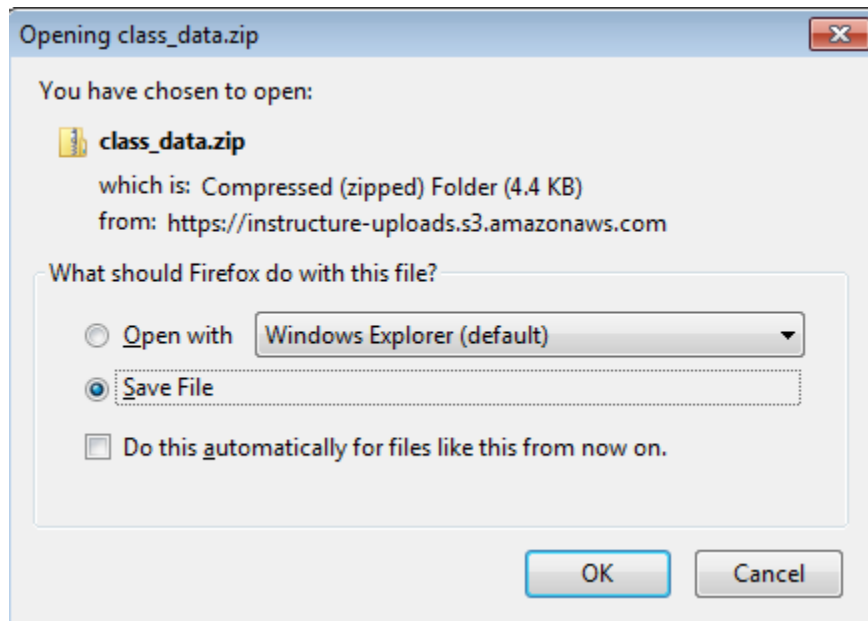 Opening class_data.zip
You have chosen to open:
class_data.zip
which is: Compressed (zipped) Folder (4.4 KB)
from: https://instructure-uploads.s3.amazonaws.com
What should Firefox do with this file?
Open with Windows Explorer (default)
Save File
Do this automatically for files like this from now on.
OK Cancel